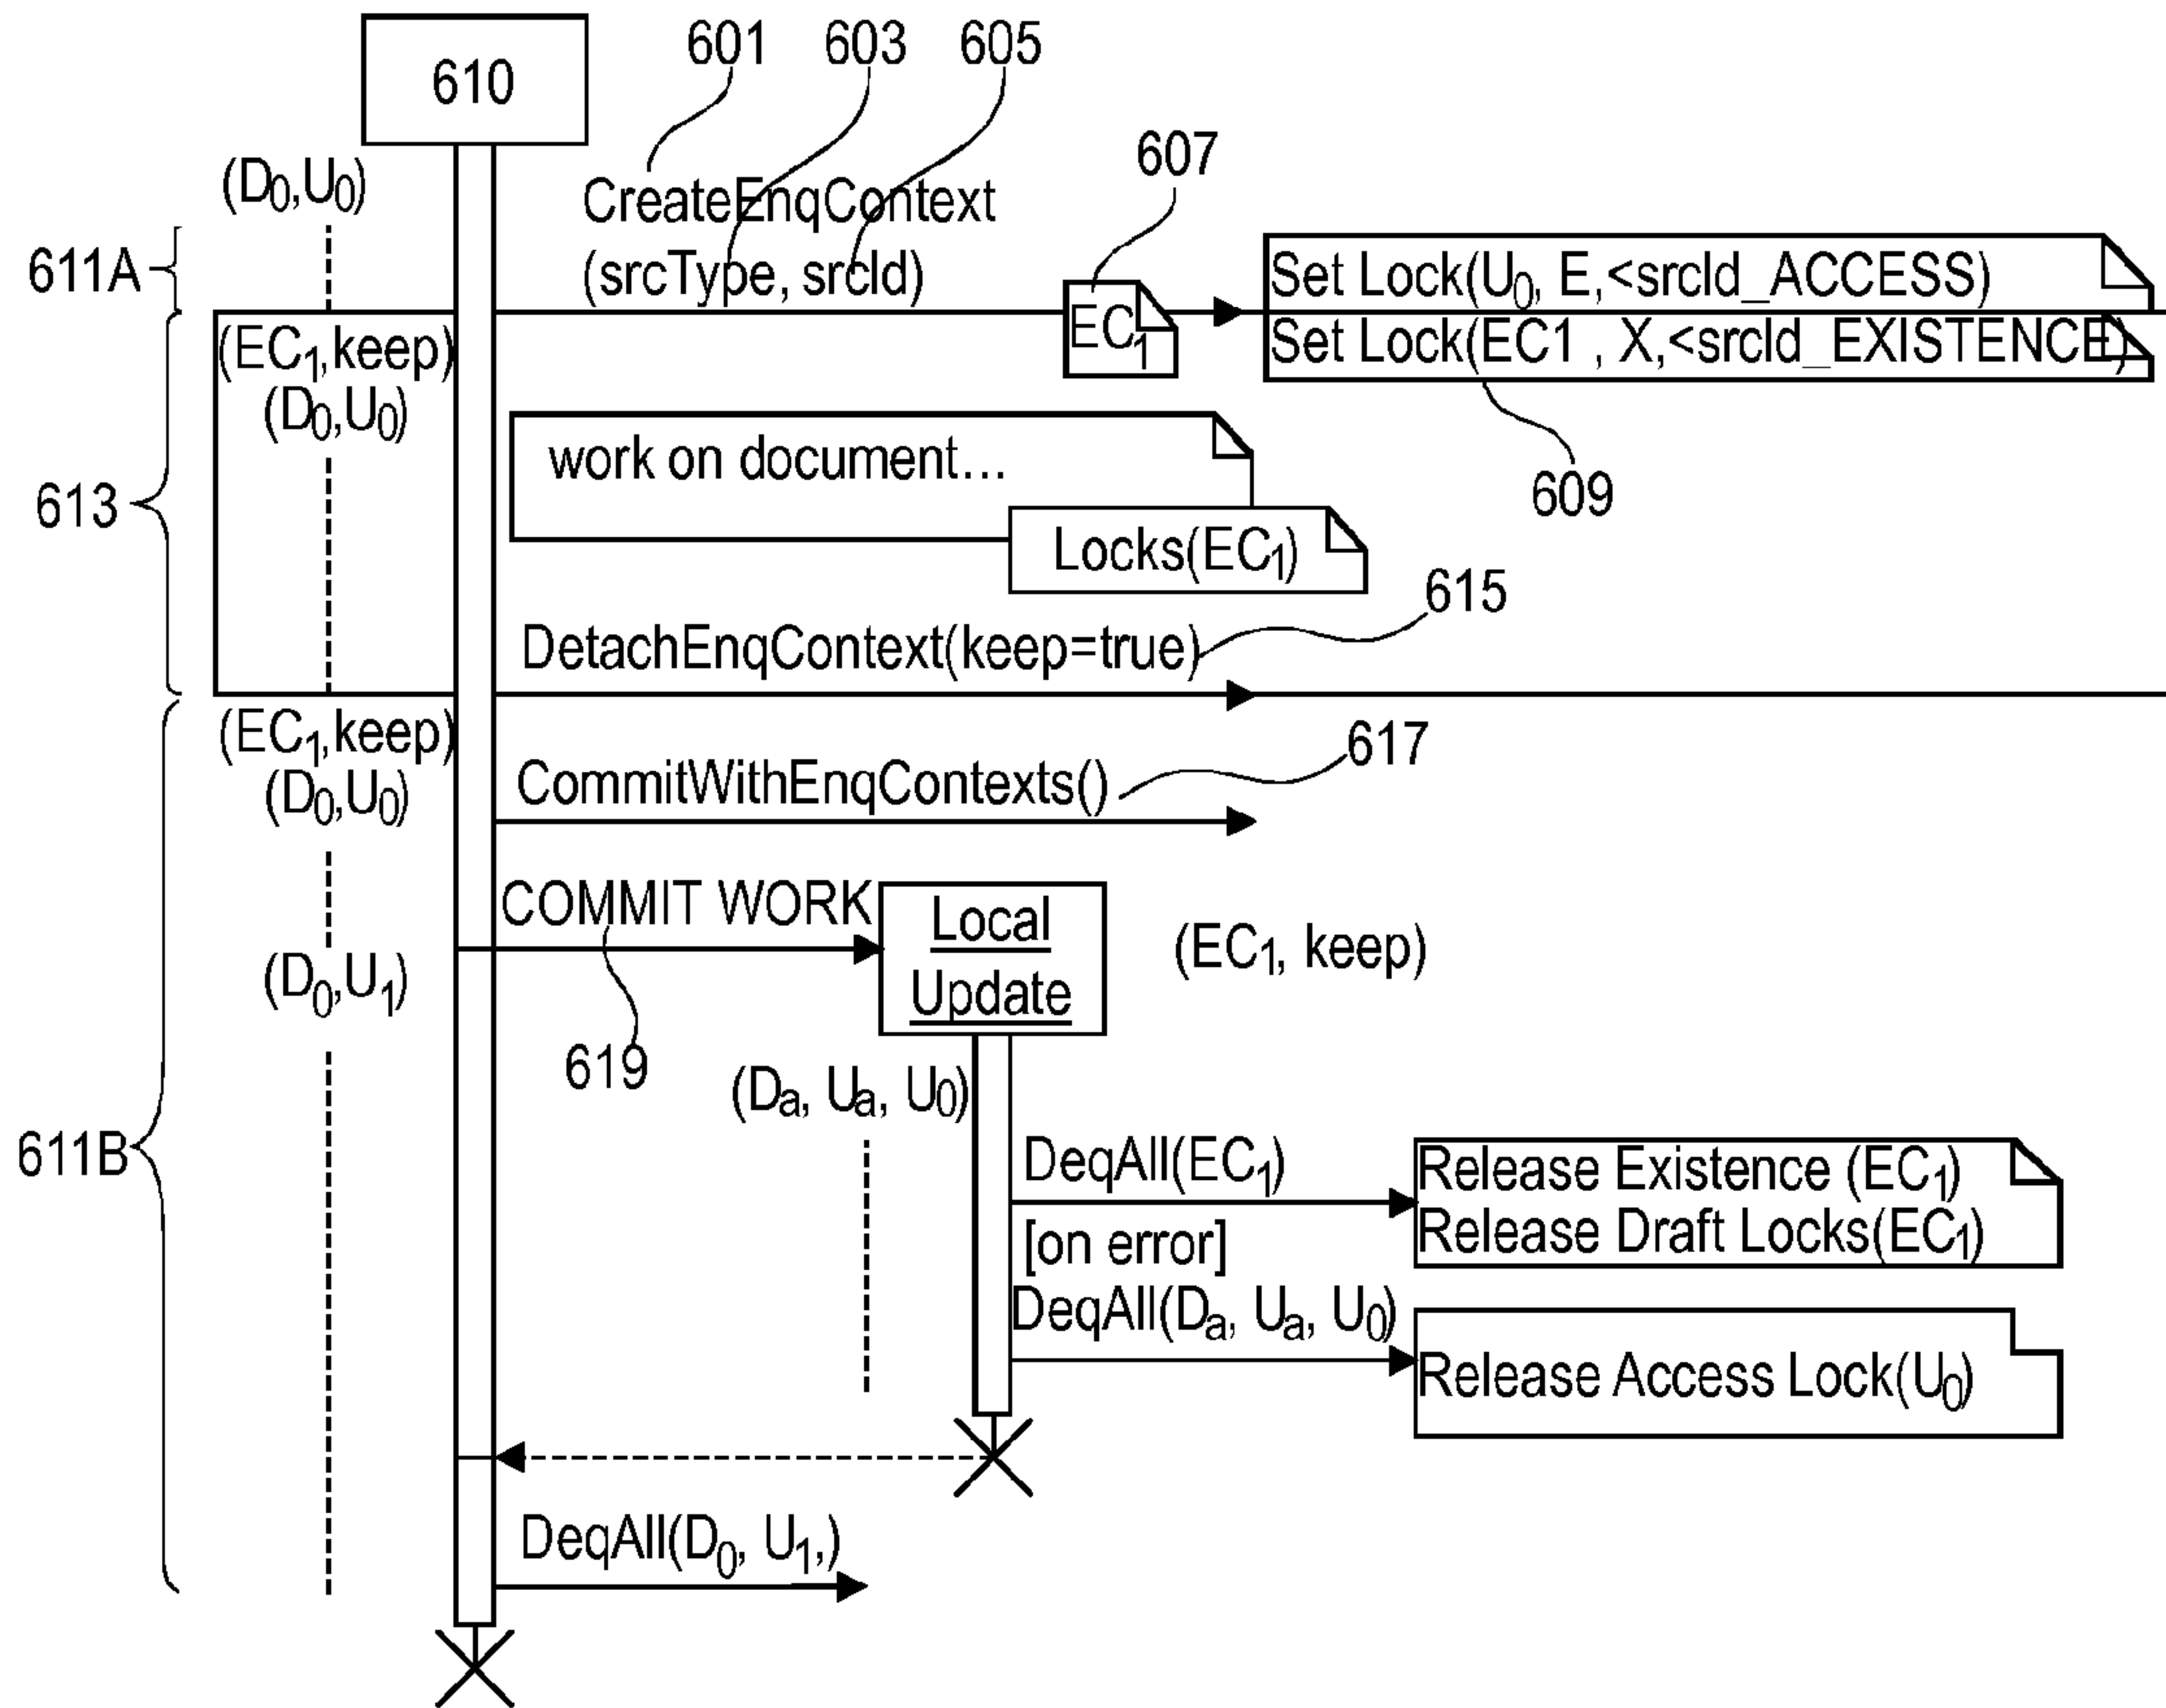 601 603 605
610
607
(D0,U0)
CreateEnqContext
(srcType, srcId)
611A
Set Lock(U0, E,<srcId_ACCESS)
EC1
Set Lock(EC1 , X,<srcId_EXISTENCE)
(EC1,keep)
(D0,U0)
work on document...
609
613
Locks(EC1)
615
DetachEnqContext(keep=true)
(EC1,keep)
617
(D0,U0)
CommitWithEnqContexts()
COMMIT WORK
Local
Update
(EC1, keep)
(D0,U1)
619
(Da, Ua, U0)
611B
DeqAll(EC1)
Release Existence (EC1)
Release Draft Locks(EC1)
[on error]
DeqAll(Da, Ua, U0)
Release Access Lock(U0)
DeqAll(D0, U1,)